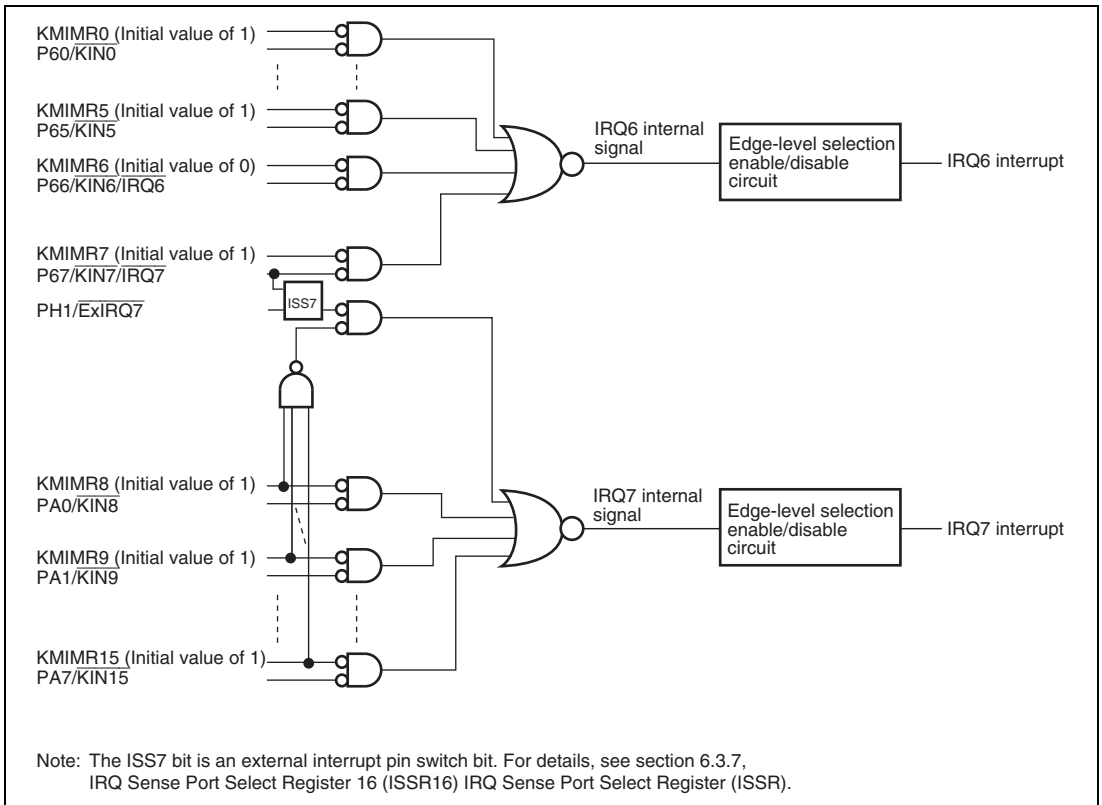 KMIMR0 (Initial value of 1)
P60/KIN0
KMIMR5 (Initial value of 1)
P65/KIN5
KMIMR6 (Initial value of 0)
P66/KIN6/IRQ6
KMIMR7 (Initial value of 1)
P67/KIN7/IRQ7
PH1/ExIRQ7
ISS7
IRQ6 internal
signal
Edge-level selection
enable/disable
circuit
IRQ6 interrupt
KMIMR8 (Initial value of 1)
PA0/KIN8
KMIMR9 (Initial value of 1)
PA1/KIN9
KMIMR15 (Initial value of 1)
PA7/KIN15
IRQ7 internal
signal
Edge-level selection
enable/disable
circuit
IRQ7 interrupt
Note: The ISS7 bit is an external interrupt pin switch bit. For details, see section 6.3.7,
IRQ Sense Port Select Register 16 (ISSR16) IRQ Sense Port Select Register (ISSR).